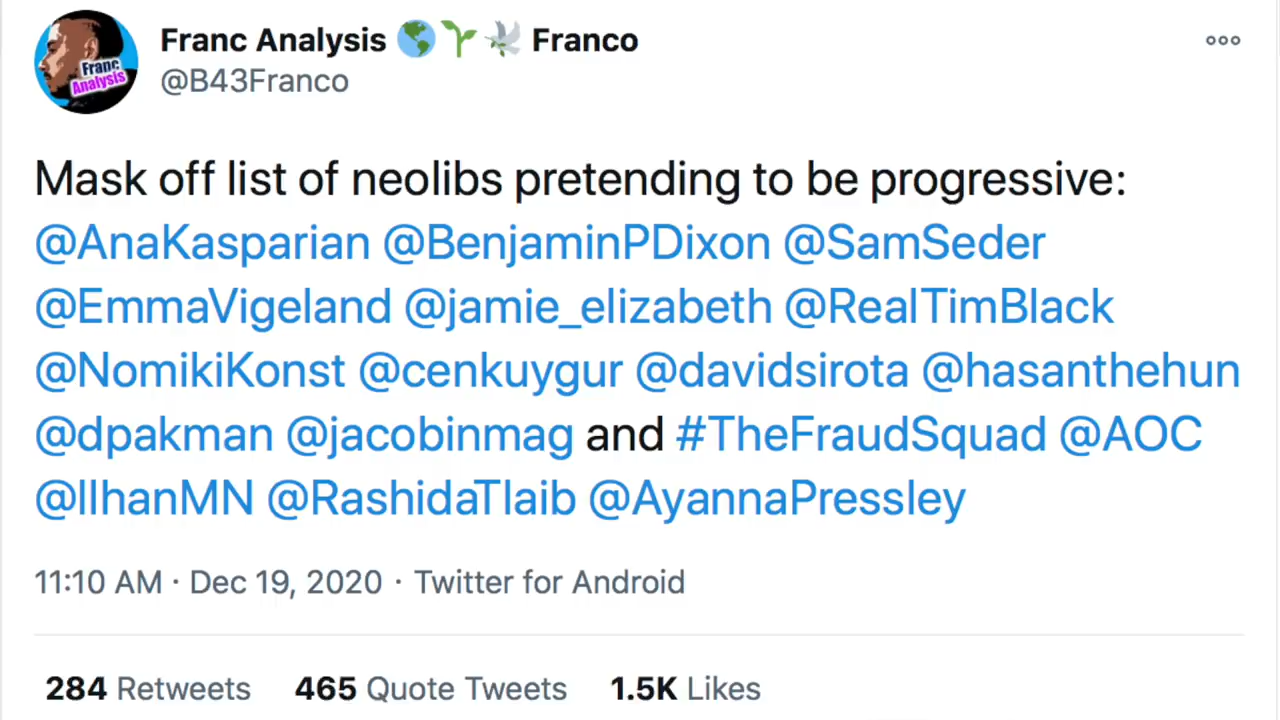 Franc Analysis 🌎🌱🕊️ Franco
@B43Franco
Franc
Analysis
Mask off list of neolibs pretending to be progressive:
@AnaKasparian @BenjaminPDixon @SamSeder
@EmmaVigeland @jamie_elizabeth @RealTimBlack
@NomikiKonst @cenkuygur @davidsirota @hasanthehun
@dpakman @jacobinmag and #TheFraudSquad @AOC
@IlhanMN @RashidaTlaib @AyannaPressley
11:10 AM · Dec 19, 2020 · Twitter for Android
284 Retweets 465 Quote Tweets 1.5K Likes